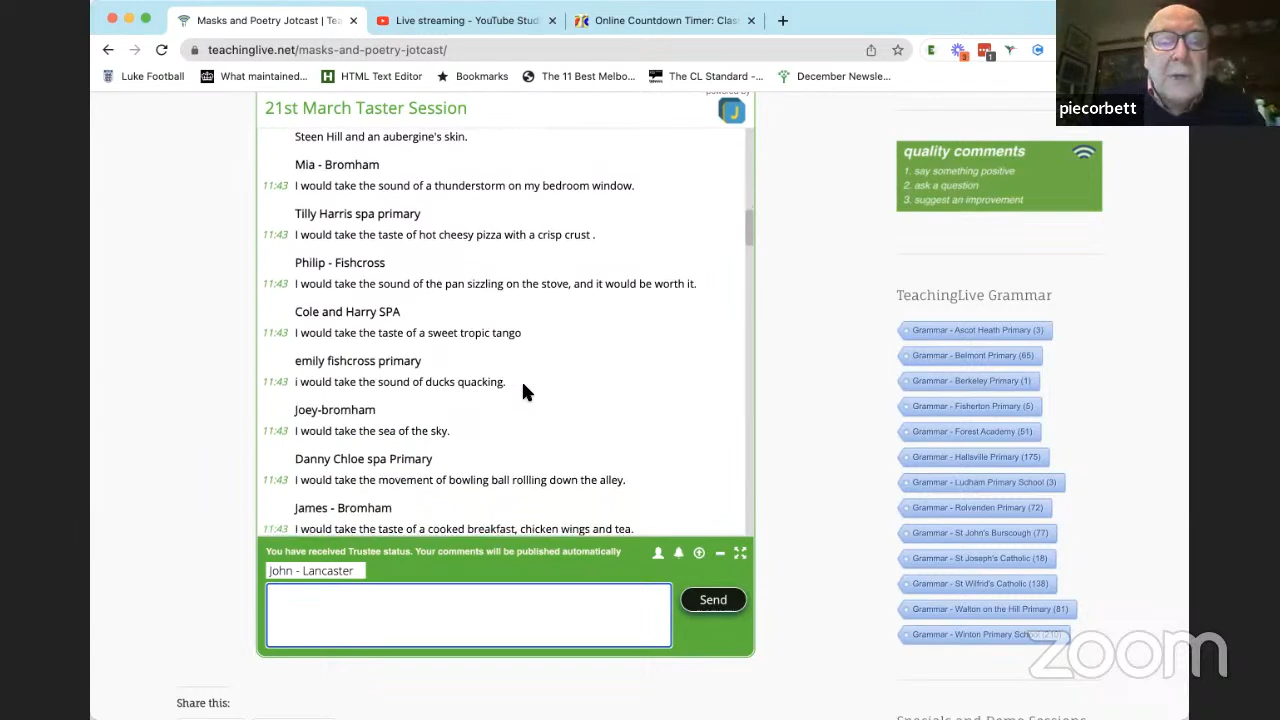 Masks and Poetry Jotcast | Tea
Live streaming - YouTube Stud
Online Countdown Timer: Clas
teachinglive.net/masks-and-poetry-jotcast/
3
1
Luke Football
What maintained...
HTML Text Editor
Bookmarks
The 11 Best Melbo...
The CL Standard -...
December Newsle...
piecorbett
powered by
21st March Taster Session
Steen Hill and an aubergine's skin.
Mia - Bromham
11:43 I would take the sound of a thunderstorm on my bedroom window.
Tilly Harris spa primary
11:43 I would take the taste of hot cheesy pizza with a crisp crust .
Philip - Fishcross
11:43 I would take the sound of the pan sizzling on the stove, and it would be worth it.
Cole and Harry SPA
11:43 I would take the taste of a sweet tropic tango
emily fishcross primary
11:43 i would take the sound of ducks quacking.
Joey-bromham
11:43 I would take the sea of the sky.
Danny Chloe spa Primary
11:43 I would take the movement of bowling ball rollling down the alley.
James - Bromham
11:43 I would take the taste of a cooked breakfast, chicken wings and tea.
You have received Trustee status. Your comments will be published automatically
John - Lancaster
Send
Share this:
quality comments
1. say something positive
2. ask a question
3. suggest an improvement
TeachingLive Grammar
Grammar - Ascot Heath Primary (3)
Grammar - Belmont Primary (65)
Grammar - Berkeley Primary (1)
Grammar - Fisherton Primary (5)
Grammar - Forest Academy (51)
Grammar - Hallsville Primary (175)
Grammar - Ludham Primary School (3)
Grammar - Rolvenden Primary (72)
Grammar - St John's Burscough (77)
Grammar - St Joseph's Catholic (18)
Grammar - St Wilfrid's Catholic (138)
Grammar - Walton on the Hill Primary (81)
Grammar - Winton Primary School (210)
zoom
Specials and Demo Sessions